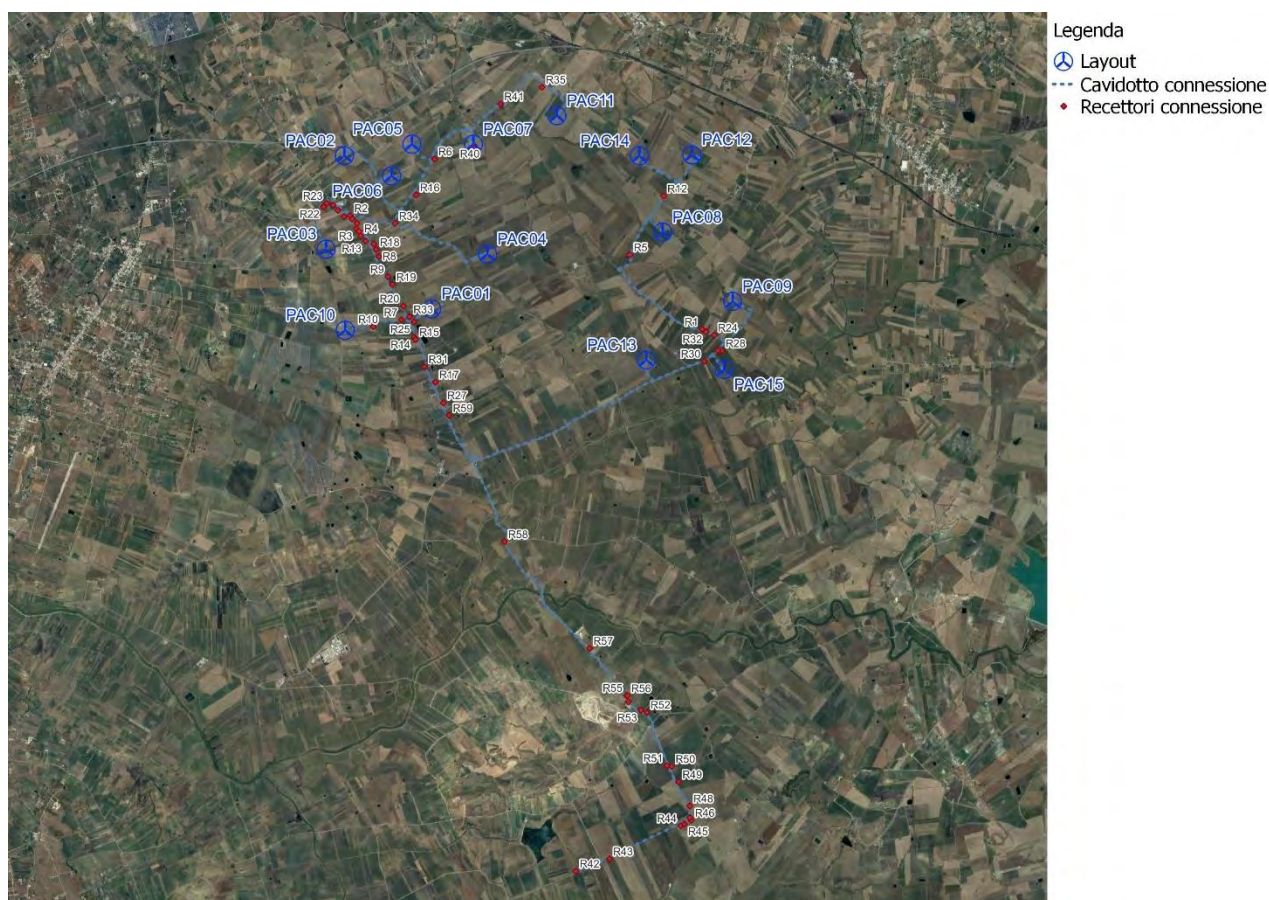 Legenda
Layout
Cavidotto connessione
Recettori connessione
R35
R41
PAC11
PAC05
PAC07
PAC02
R6
R40
PAC14
PAC12
PAC06
R16
R12
R23
R22
R2
R34
PAC08
R3
R4
PAC03
R13
R18
R8
PAC04
R5
R9
R19
PAC09
R20
PAC01
R7
R33
PAC10
R10
R25
R15
R14
R1
R24
R32
R28
PAC13
R30
R31
PAC15
R17
R27
R59
R58
R57
R55
R56
R53
R52
R51
R50
R49
R48
R46
R44
R45
R43
R42